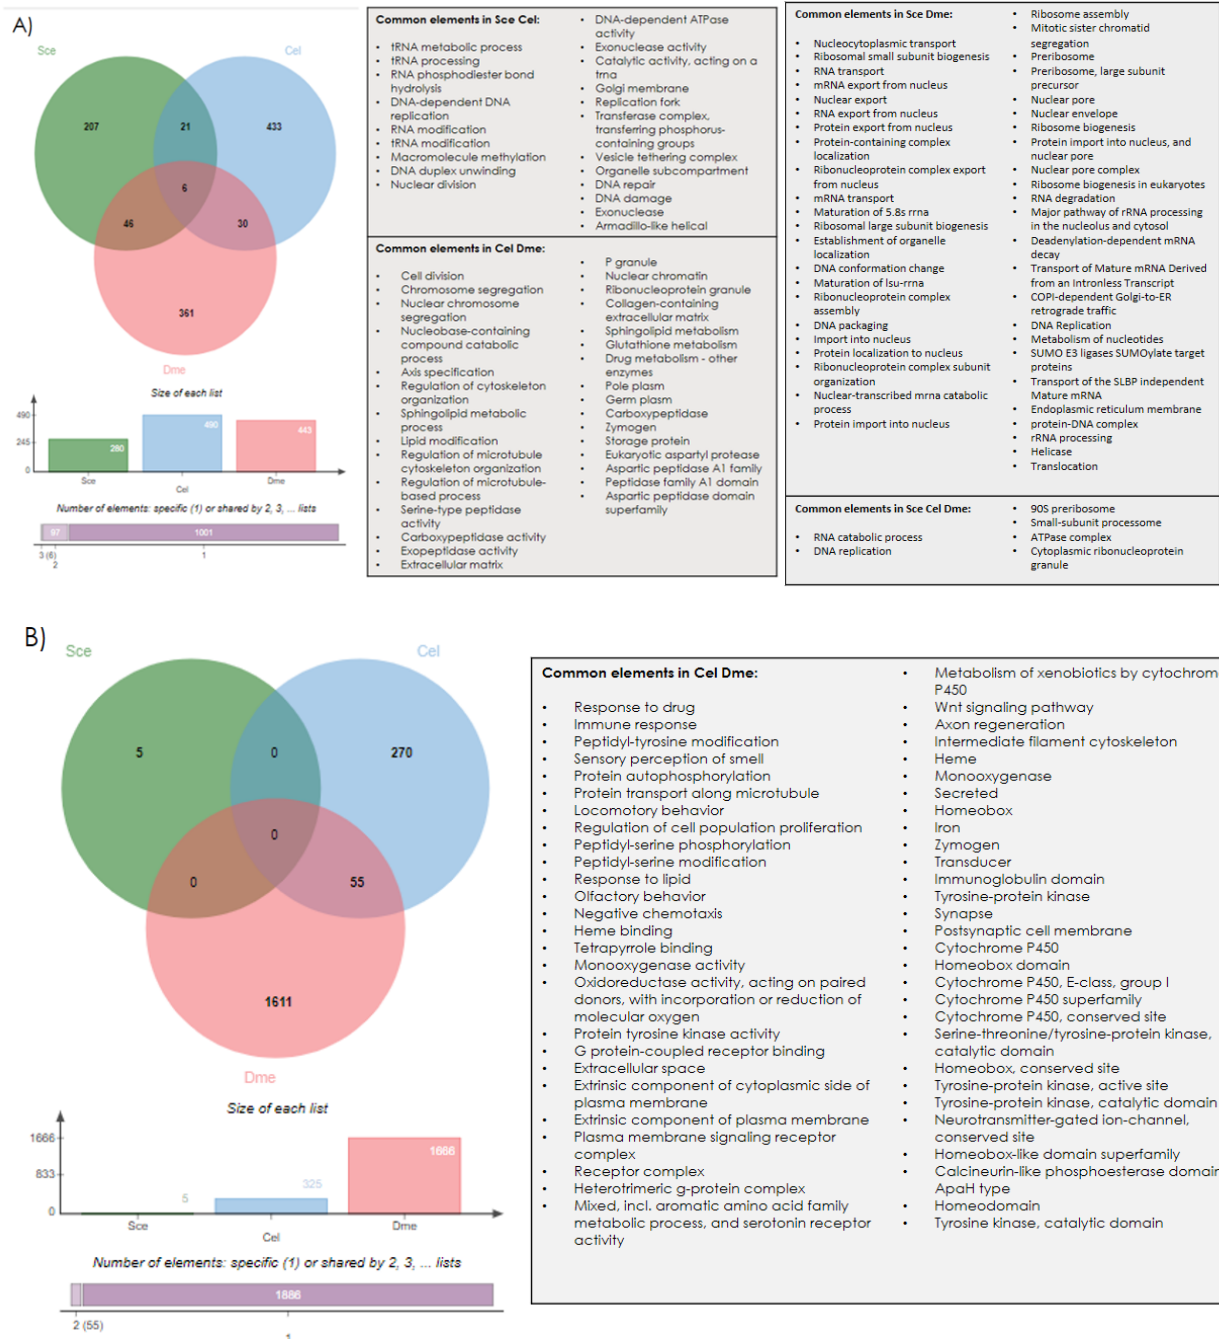 A)
Sce
Cel
207
21
433
6
46
30
361
Dme
Size of each list
490
245
0
280
490
443
Sce
Cel
Dme
Number of elements: specific (1) or shared by 2, 3, ... lists
97
1001
3 (6)
2
1
Common elements in Sce Cel:
• tRNA metabolic process
• tRNA processing
• RNA phosphodiester bond
hydrolysis
• DNA-dependent DNA
replication
• RNA modification
• tRNA modification
• Macromolecule methylation
• DNA duplex unwinding
• Nuclear division
• DNA-dependent ATPase
activity
• Exonuclease activity
• Catalytic activity, acting on a
trna
• Golgi membrane
• Replication fork
• Transferase complex,
transferring phosphorus-
containing groups
• Vesicle tethering complex
• Organelle subcompartment
• DNA repair
• DNA damage
• Exonuclease
• Armadillo-like helical
Common elements in Cel Dme:
• Cell division
• Chromosome segregation
• Nuclear chromosome
segregation
• Nucleobase-containing
compound catabolic
process
• Axis specification
• Regulation of cytoskeleton
organization
• Sphingolipid metabolic
process
• Lipid modification
• Regulation of microtubule
cytoskeleton organization
• Regulation of microtubule-
based process
• Serine-type peptidase
activity
• Carboxypeptidase activity
• Exopeptidase activity
• Extracellular matrix
• P granule
• Nuclear chromatin
• Ribonucleoprotein granule
• Collagen-containing
extracellular matrix
• Sphingolipid metabolism
• Glutathione metabolism
• Drug metabolism - other
enzymes
• Pole plasm
• Germ plasm
• Carboxypeptidase
• Zymogen
• Storage protein
• Eukaryotic aspartyl protease
• Aspartic peptidase A1 family
• Peptidase family A1 domain
• Aspartic peptidase domain
superfamily
Common elements in Sce Dme:
• Nucleocytoplasmic transport
• Ribosomal small subunit biogenesis
• RNA transport
• mRNA export from nucleus
• Nuclear export
• RNA export from nucleus
• Protein export from nucleus
• Protein-containing complex
localization
• Ribonucleoprotein complex export
from nucleus
• mRNA transport
• Maturation of 5.8s rrna
• Ribosomal large subunit biogenesis
• Establishment of organelle
localization
• DNA conformation change
• Maturation of lsu-rrna
• Ribonucleoprotein complex
assembly
• DNA packaging
• Import into nucleus
• Protein localization to nucleus
• Ribonucleoprotein complex subunit
organization
• Nuclear-transcribed mrna catabolic
process
• Protein import into nucleus
• Ribosome assembly
• Mitotic sister chromatid
segregation
• Preribosome
• Preribosome, large subunit
precursor
• Nuclear pore
• Nuclear envelope
• Ribosome biogenesis
• Protein import into nucleus, and
nuclear pore
• Nuclear pore complex
• Ribosome biogenesis in eukaryotes
• RNA degradation
• Major pathway of rRNA processing
in the nucleolus and cytosol
• Deadenylation-dependent mRNA
decay
• Transport of Mature mRNA Derived
from an Intronless Transcript
• COPI-dependent Golgi-to-ER
retrograde traffic
• DNA Replication
• Metabolism of nucleotides
• SUMO E3 ligases SUMOylate target
proteins
• Transport of the SLBP independent
Mature mRNA
• Endoplasmic reticulum membrane
• protein-DNA complex
• rRNA processing
• Helicase
• Translocation
Common elements in Sce Cel Dme:
• RNA catabolic process
• DNA replication
• 90S preribosome
• Small-subunit processome
• ATPase complex
• Cytoplasmic ribonucleoprotein
granule
B)
Sce
Cel
5
0
270
0
0
55
1611
Dme
Size of each list
1666
833
0
5
325
1666
Sce
Cel
Dme
Number of elements: specific (1) or shared by 2, 3, ... lists
1886
2 (55)
Common elements in Cel Dme:
• Response to drug
• Immune response
• Peptidyl-tyrosine modification
• Sensory perception of smell
• Protein autophosphorylation
• Protein transport along microtubule
• Locomotory behavior
• Regulation of cell population proliferation
• Peptidyl-serine phosphorylation
• Peptidyl-serine modification
• Response to lipid
• Olfactory behavior
• Negative chemotaxis
• Heme binding
• Tetrapyrrole binding
• Monooxygenase activity
• Oxidoreductase activity, acting on paired
donors, with incorporation or reduction of
molecular oxygen
• Protein tyrosine kinase activity
• G protein-coupled receptor binding
• Extracellular space
• Extrinsic component of cytoplasmic side of
plasma membrane
• Extrinsic component of plasma membrane
• Plasma membrane signaling receptor
complex
• Receptor complex
• Heterotrimeric g-protein complex
• Mixed, incl. aromatic amino acid family
metabolic process, and serotonin receptor
activity
• Metabolism of xenobiotics by cytochrom
P450
• Wnt signaling pathway
• Axon regeneration
• Intermediate filament cytoskeleton
• Heme
• Monooxygenase
• Secreted
• Homeobox
• Iron
• Zymogen
• Transducer
• Immunoglobulin domain
• Tyrosine-protein kinase
• Synapse
• Postsynaptic cell membrane
• Cytochrome P450
• Homeobox domain
• Cytochrome P450, E-class, group I
• Cytochrome P450 superfamily
• Cytochrome P450, conserved site
• Serine-threonine/tyrosine-protein kinase,
catalytic domain
• Homeobox, conserved site
• Tyrosine-protein kinase, active site
• Tyrosine-protein kinase, catalytic domain
• Neurotransmitter-gated ion-channel,
conserved site
• Homeobox-like domain superfamily
• Calcineurin-like phosphoesterase domain
ApaH type
• Homeodomain
• Tyrosine kinase, catalytic domain